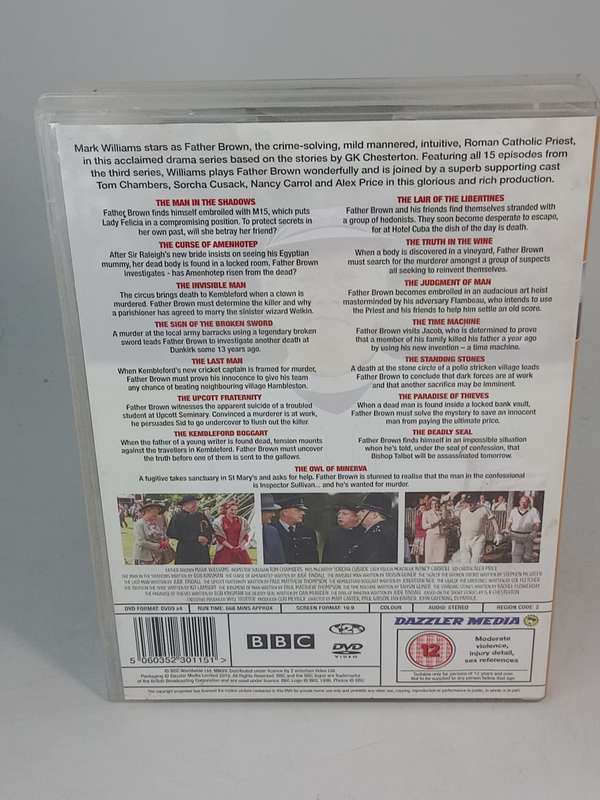 Mark Williams stars as Father Brown, the crime-solving, mild mannered, intuitive, Roman Catholic Priest,
in this acclaimed drama series based on the stories by GK Chesterton. Featuring all 15 episodes from
the third series, Williams plays Father Brown wonderfully and is joined by a superb supporting cast
Tom Chambers, Sorcha Cusack, Nancy Carrol and Alex Price in this glorious and rich production.
THE MAN IN THE SHADOWS
Father Brown finds himself embroiled with M15, which puts
Lady Felicia in a compromising position. To protect secrets in
her own past, will she betray her friend?
THE CURSE OF AMENHOTEP
After Sir Raleigh's new bride insists on seeing his Egyptian
mummy, her dead body is found in a locked room. Father Brown
investigates - has Amenhotep risen from the dead?
THE INVISIBLE MAN
The circus brings death to Kembleford when a clown is
murdered. Father Brown must determine the killer and why
a parishioner has agreed to marry the sinister wizard Welkin.
THE SIGN OF THE BROKEN SWORD
A murder at the local army barracks using a legendary broken
sword leads Father Brown to investigate another death at
Dunkirk some 13 years ago.
THE LAST MAN
When Kembleford's new cricket captain is framed for murder,
Father Brown must prove his innocence to give his team
any chance of beating neighbouring village Hambleston.
THE UPCOTT FRATERNITY
Father Brown witnesses the apparent suicide of a troubled
student at Upcott Seminary. Convinced a murderer is at work,
he persuades Sid to go undercover to flush out the killer.
THE KEMBLEFORD BOGGART
When the father of a young writer is found dead, tension mounts
against the travellers in Kembleford. Father Brown must uncover
the truth before one of them is sent to the gallows.
THE LAIR OF THE LIBERTINES
Father Brown and his friends find themselves stranded with
a group of hedonists. They soon become desperate to escape,
for at Hotel Cuba the dish of the day is death.
THE TRUTH IN THE WINE
When a body is discovered in a vineyard, Father Brown
must search for the murderer amongst a group of suspects
all seeking to reinvent themselves.
THE JUDGMENT OF MAN
Father Brown becomes embroiled in an audacious art heist
masterminded by his adversary Flambeau, who intends to use
the Priest and his friends to help him settle an old score.
THE TIME MACHINE
Father Brown visits Jacob, who is determined to prove
that a member of his family killed his father a year ago
by using his new invention – a time machine.
THE STANDING STONES
A death at the stone circle of a polio stricken village leads
Father Brown to conclude that dark forces are at work
and that another sacrifice may be imminent.
THE PARADISE OF THIEVES
When a dead man is found inside a locked bank vault,
Father Brown must solve the mystery to save an innocent
man from paying the ultimate price.
THE DEADLY SEAL
Father Brown finds himself in an impossible situation
when he's told, under the seal of confession, that
Bishop Talbot will be assassinated tomorrow.
THE OWL OF MINERVA
A fugitive takes sanctuary in St Mary's and asks for help. Father Brown is stunned to realise that the man in the confessional
is Inspector Sullivan... and he's wanted for murder.
DVD FORMAT: DVD9 x4
RUN TIME: 668 MINS APPROX
SCREEN FORMAT: 16:9
COLOUR
AUDIO: STEREO
REGION CODE: 2
5 060352 301151 >
BBC
2
DVD
VIDEO
DAZZLER MEDIA
12
Moderate
violence,
injury detail,
sex references
Suitable only for persons of 12 years and over.
Not to be supplied to any person below that age.